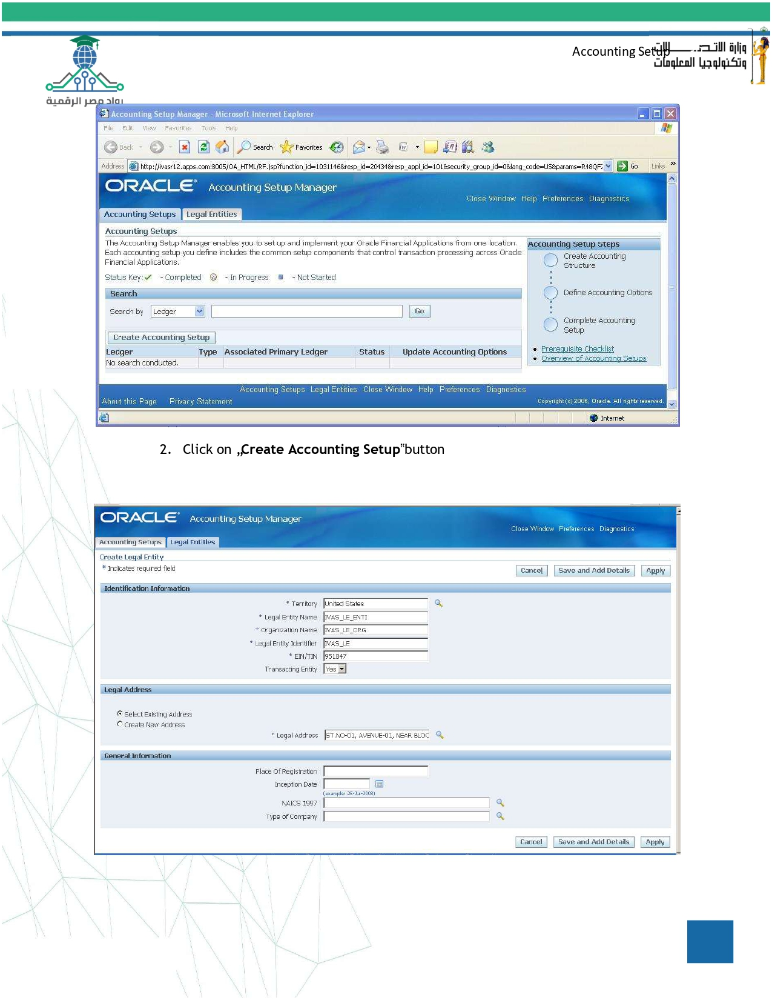 Accounting Setup
وزارة الاتصالات
وتكنولوجيا المعلومات
رواد مصر الرقمية
Accounting Setup Manager - Microsoft Internet Explorer
File Edit View Favorites Tools Help
Back Search Favorites
Address http://ivasr12.apps.com:8005/OA_HTML/RF.jsp?function_id=1031146&resp_id=20434&resp_appl_id=101&security_group_id=0&lang_code=US&params=R48QF2 Go Links »
ORACLE® Accounting Setup Manager
Close Window Help Preferences Diagnostics
Accounting Setups Legal Entities
Accounting Setups
The Accounting Setup Manager enables you to set up and implement your Oracle Financial Applications from one location.
Each accounting setup you define includes the common setup components that control transaction processing across Oracle
Financial Applications.
Status Key: - Completed - In Progress - Not Started
Search
Search by Ledger Go
Create Accounting Setup
Ledger Type Associated Primary Ledger Status Update Accounting Options
No search conducted.
Accounting Setup Steps
Create Accounting
Structure
Define Accounting Options
Complete Accounting
Setup
• Prerequisite Checklist
• Overview of Accounting Setups
Accounting Setups Legal Entities Close Window Help Preferences Diagnostics
About this Page Privacy Statement Copyright (c) 2006, Oracle. All rights reserved.
Internet
2. Click on „Create Accounting Setup‟button
ORACLE® Accounting Setup Manager
Close Window Preferences Diagnostics
Accounting Setups Legal Entities
Create Legal Entity
* Indicates required field
Cancel Save and Add Details Apply
Identification Information
* Territory United States
* Legal Entity Name IVAS_LE_ENTI
* Organization Name IVAS_LE_ORG
* Legal Entity Identifier IVAS_LE
* EIN/TIN 951847
Transacting Entity Yes
Legal Address
Select Existing Address
Create New Address
* Legal Address ST.NO-01, AVENUE-01, NEAR BLOC
General Information
Place Of Registration
Inception Date
(example: 25-Jul-2008)
NAICS 1997
Type of Company
Cancel Save and Add Details Apply